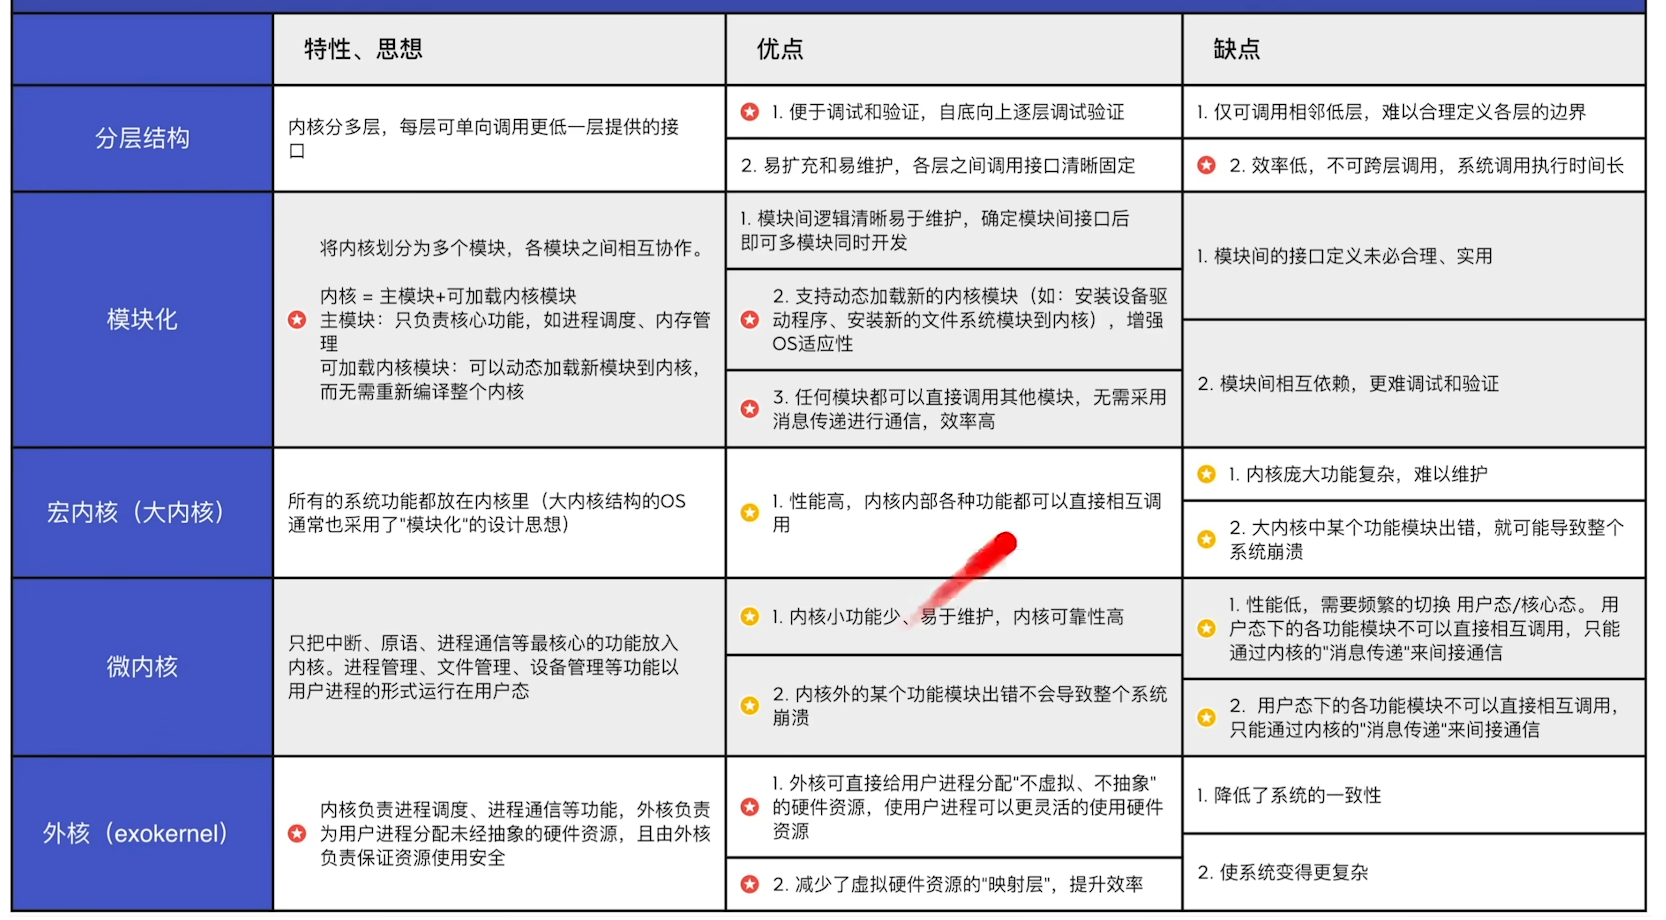 特性、思想
优点
缺点
分层结构
内核分多层，每层可单向调用更低一层提供的接
口
1. 便于调试和验证，自底向上逐层调试验证
2. 易扩充和易维护，各层之间调用接口清晰固定
1. 仅可调用相邻低层，难以合理定义各层的边界
2. 效率低，不可跨层调用，系统调用执行时间长
模块化
将内核划分为多个模块，各模块之间相互协作。
内核 = 主模块+可加载内核模块
主模块：只负责核心功能，如进程调度、内存管
理
可加载内核模块：可以动态加载新模块到内核，
而无需重新编译整个内核
1. 模块间逻辑清晰易于维护，确定模块间接口后
即可多模块同时开发
2. 支持动态加载新的内核模块（如：安装设备驱
动程序、安装新的文件系统模块到内核），增强
OS适应性
3. 任何模块都可以直接调用其他模块，无需采用
消息传递进行通信，效率高
1. 模块间的接口定义未必合理、实用
2. 模块间相互依赖，更难调试和验证
宏内核（大内核）
所有的系统功能都放在内核里（大内核结构的OS
通常也采用了"模块化"的设计思想）
1. 性能高，内核内部各种功能都可以直接相互调
用
1. 内核庞大功能复杂，难以维护
2. 大内核中某个功能模块出错，就可能导致整个
系统崩溃
微内核
只把中断、原语、进程通信等最核心的功能放入
内核。进程管理、文件管理、设备管理等功能以
用户进程的形式运行在用户态
1. 内核小功能少、易于维护，内核可靠性高
2. 内核外的某个功能模块出错不会导致整个系统
崩溃
1. 性能低，需要频繁的切换 用户态/核心态。 用
户态下的各功能模块不可以直接相互调用，只能
通过内核的"消息传递"来间接通信
2. 用户态下的各功能模块不可以直接相互调用，
只能通过内核的"消息传递"来间接通信
外核（exokernel）
内核负责进程调度、进程通信等功能，外核负责
为用户进程分配未经抽象的硬件资源，且由外核
负责保证资源使用安全
1. 外核可直接给用户进程分配"不虚拟、不抽象"
的硬件资源，使用户进程可以更灵活的使用硬件
资源
2. 减少了虚拟硬件资源的"映射层"，提升效率
1. 降低了系统的一致性
2. 使系统变得更复杂